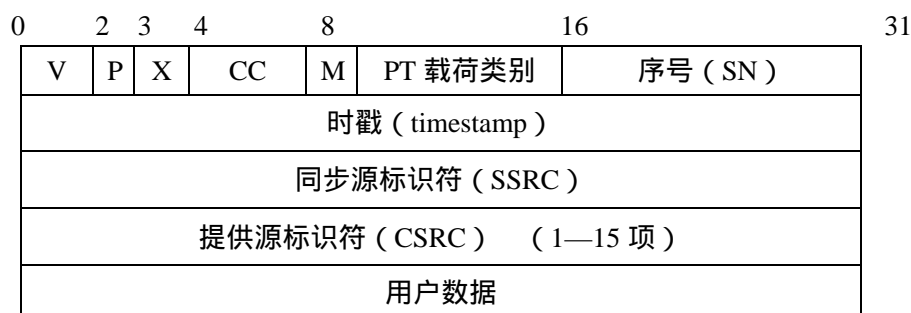 0 2 3 4 8 16 31
V P X CC M PT 载荷类别 序号（SN）
时戳（timestamp）
同步源标识符（SSRC）
提供源标识符（CSRC） （1—15 项）
用户数据